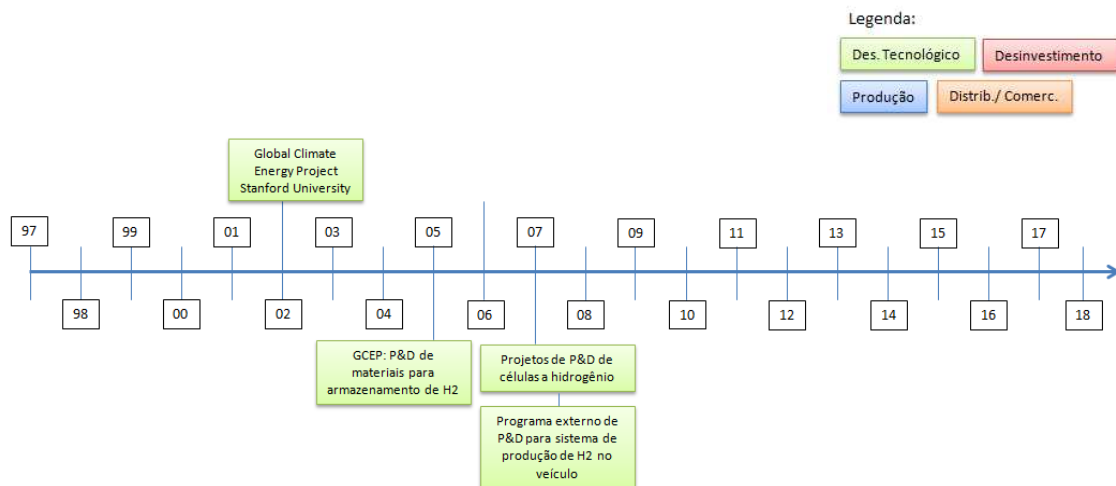 Legenda:
Des. Tecnológico
Desinvestimento
Produção
Distrib./ Comerc.
Global Climate
Energy Project
Stanford University
97
99
01
03
05
07
09
11
13
15
17
98
00
02
04
06
08
10
12
14
16
18
GCEP: P&D de
materiais para
armazenamento de H2
Projetos de P&D de
células a hidrogênio
Programa externo de
P&D para sistema de
produção de H2 no
veículo